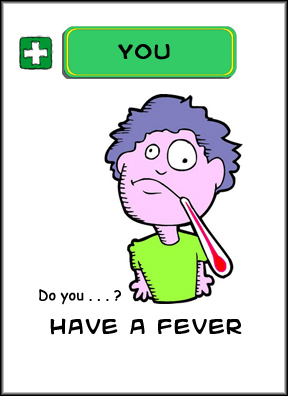 YOU
Do you . . . ?
HAVE A FEVER